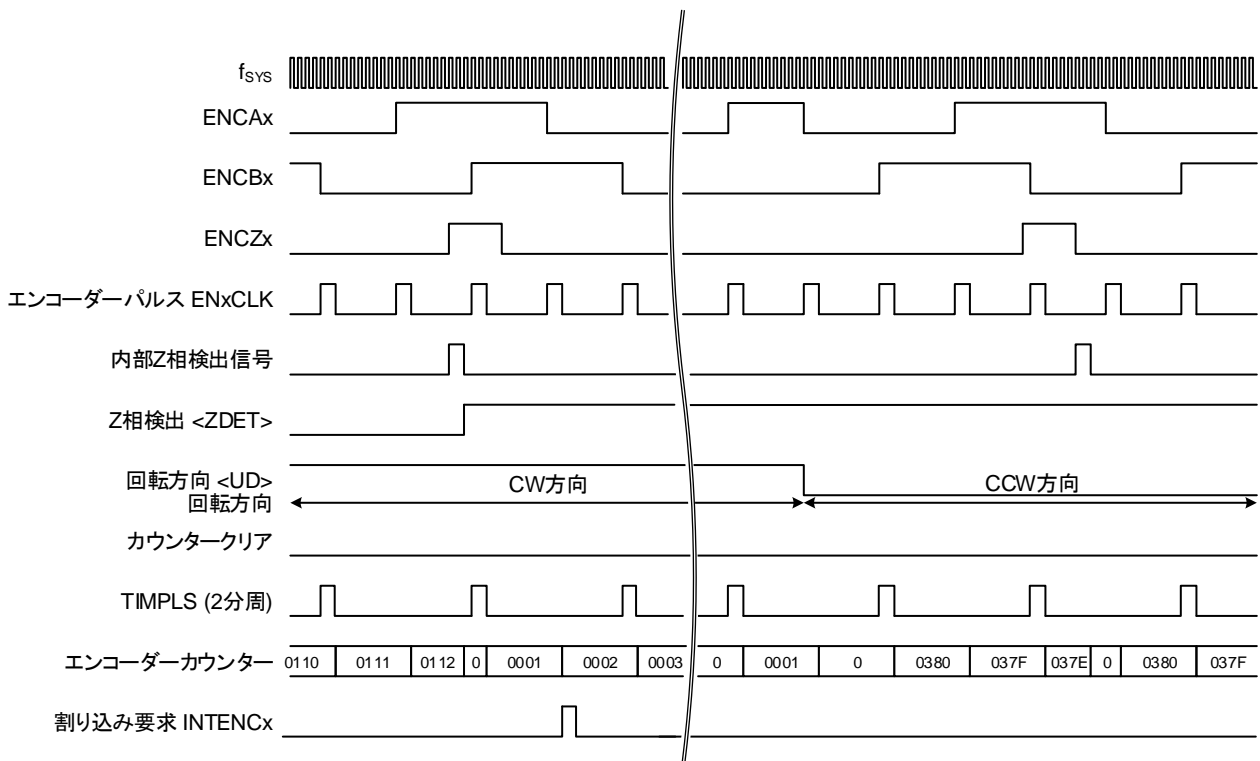 fSYS
ENCAx
ENCBx
ENCZx
エンコーダーパルス ENxCLK
内部Z相検出信号
Z相検出 <ZDET>
回転方向 <UD>
回転方向
CW方向
CCW方向
カウンタークリア
TIMPLS (2分周)
エンコーダーカウンター
0110 0111 0112 0 0001 0002 0003 0 0001 0 0380 037F 037E 0 0380 037F
割り込み要求 INTENCx